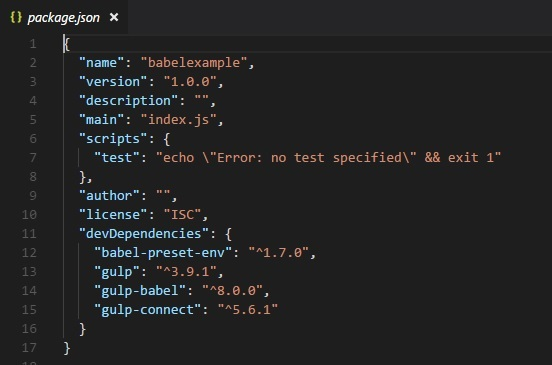 {} package.json ×
1 {
2 "name": "babelexample",
3 "version": "1.0.0",
4 "description": "",
5 "main": "index.js",
6 "scripts": {
7 "test": "echo \"Error: no test specified\" && exit 1"
8 },
9 "author": "",
10 "license": "ISC",
11 "devDependencies": {
12 "babel-preset-env": "^1.7.0",
13 "gulp": "^3.9.1",
14 "gulp-babel": "^8.0.0",
15 "gulp-connect": "^5.6.1"
16 }
17 }
18